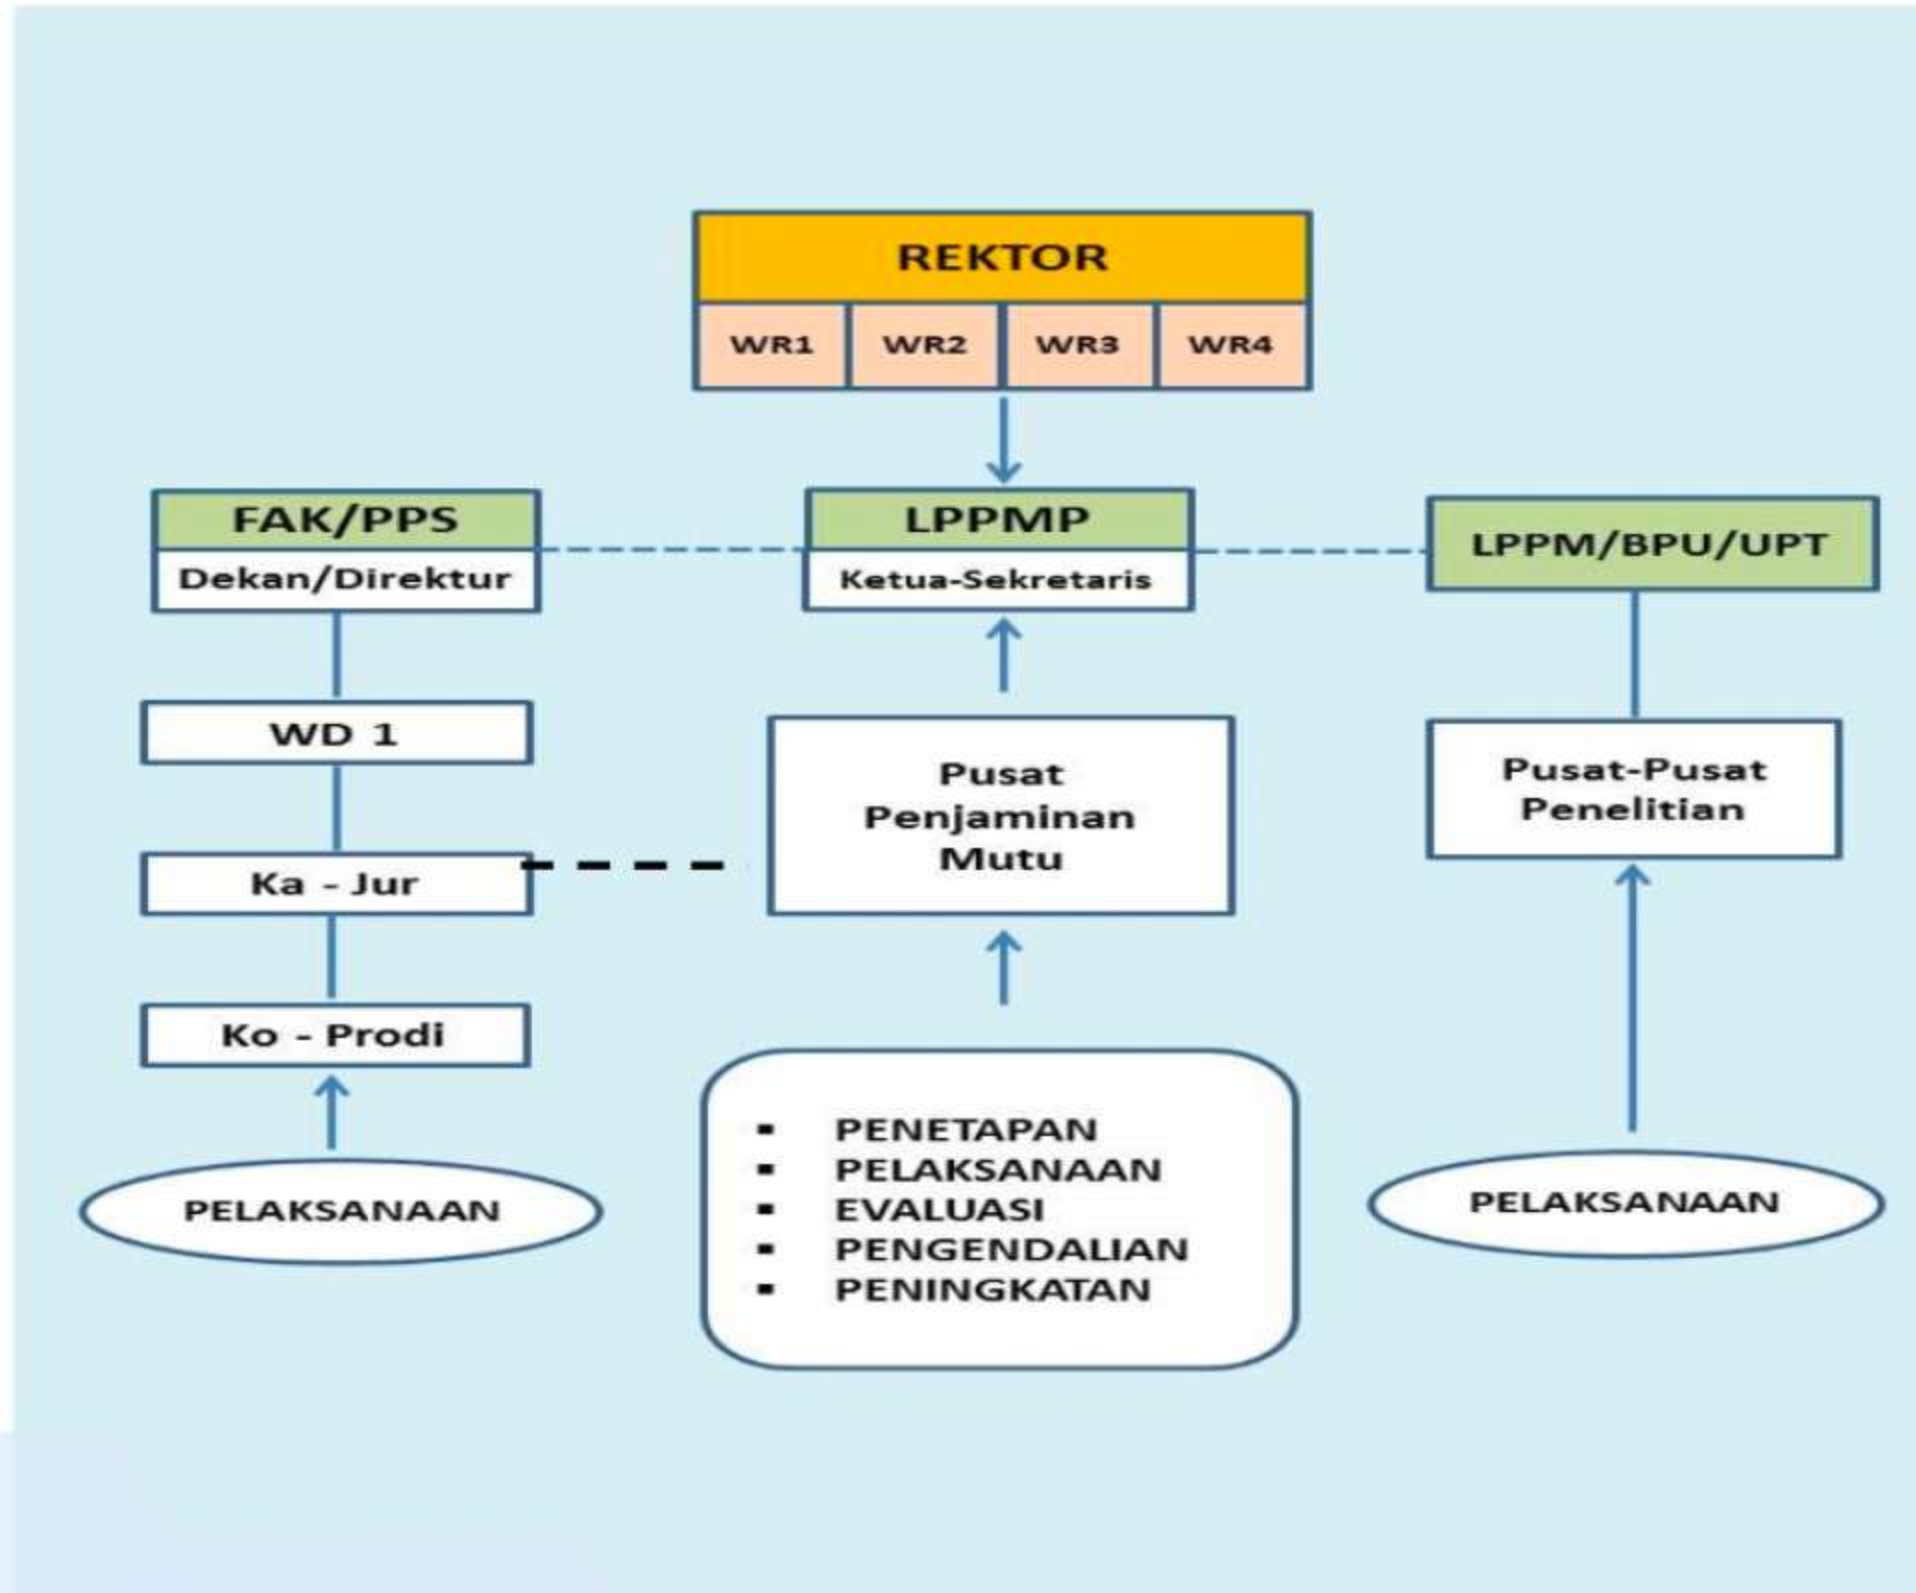 REKTOR
WR1 WR2 WR3 WR4
FAK/PPS
Dekan/Direktur
LPPMP
Ketua-Sekretaris
LPPM/BPU/UPT
WD 1
Ka - Jur
Ko - Prodi
PELAKSANAAN
Pusat
Penjaminan
Mutu
▪ PENETAPAN
▪ PELAKSANAAN
▪ EVALUASI
▪ PENGENDALIAN
▪ PENINGKATAN
Pusat-Pusat
Penelitian
PELAKSANAAN